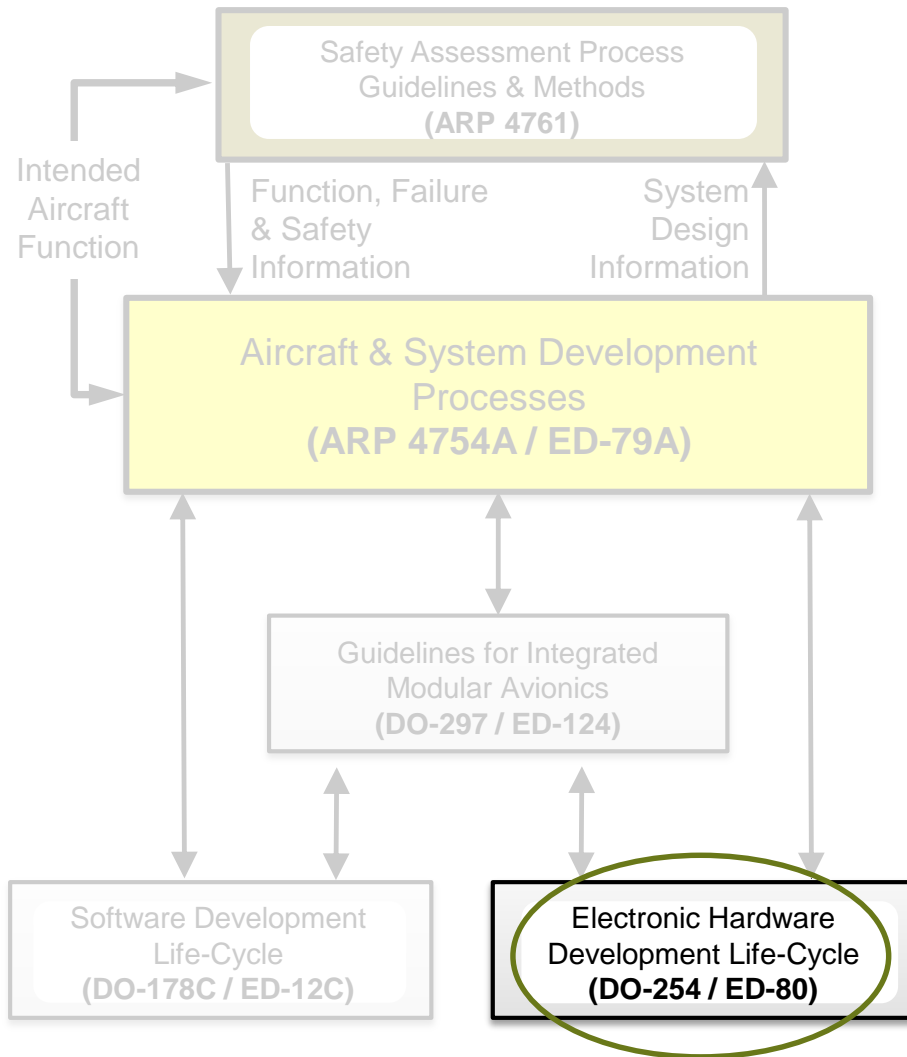 Safety Assessment Process
Guidelines & Methods
(ARP 4761)
Intended
Aircraft
Function
Function, Failure
& Safety
Information
System
Design
Information
Aircraft & System Development
Processes
(ARP 4754A / ED-79A)
Guidelines for Integrated
Modular Avionics
(DO-297 / ED-124)
Software Development
Life-Cycle
(DO-178C / ED-12C)
Electronic Hardware
Development Life-Cycle
(DO-254 / ED-80)